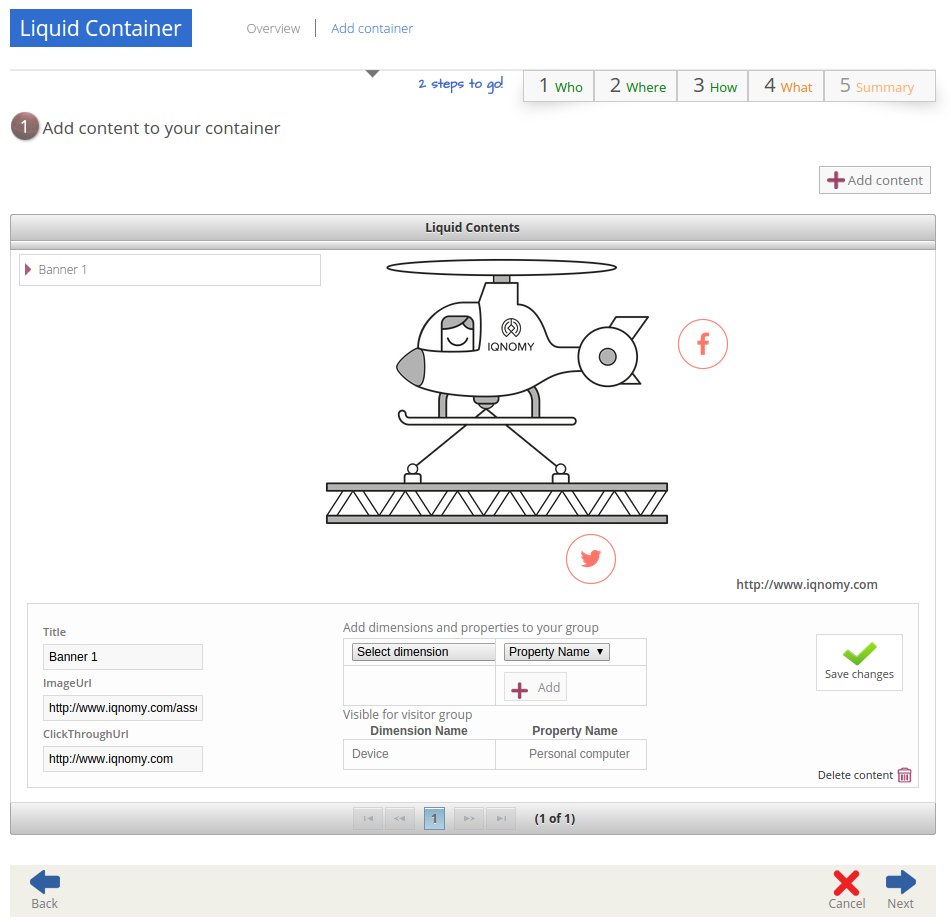 Liquid Container
Overview | Add container
2 steps to go!
1 Who
2 Where
3 How
4 What
5 Summary
1 Add content to your container
Add content
Liquid Contents
Banner 1
IQNOMY
http://www.iqnomy.com
Title
Banner 1
ImageUrl
http://www.iqnomy.com/asse
ClickThroughUrl
http://www.iqnomy.com
Add dimensions and properties to your group
Select dimension
Property Name
Add
Visible for visitor group
Dimension Name Property Name
Device Personal computer
Save changes
Delete content
1 (1 of 1)
Back
Cancel
Next